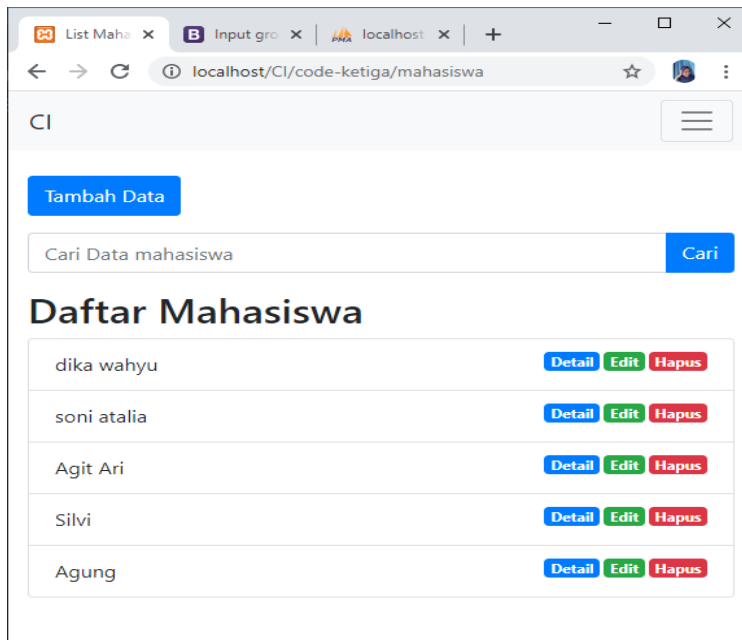 List Maha
Input gro
PMA localhost
localhost/CI/code-ketiga/mahasiswa
CI
Tambah Data
Cari Data mahasiswa Cari
Daftar Mahasiswa
dika wahyu Detail Edit Hapus
soni atalia Detail Edit Hapus
Agit Ari Detail Edit Hapus
Silvi Detail Edit Hapus
Agung Detail Edit Hapus